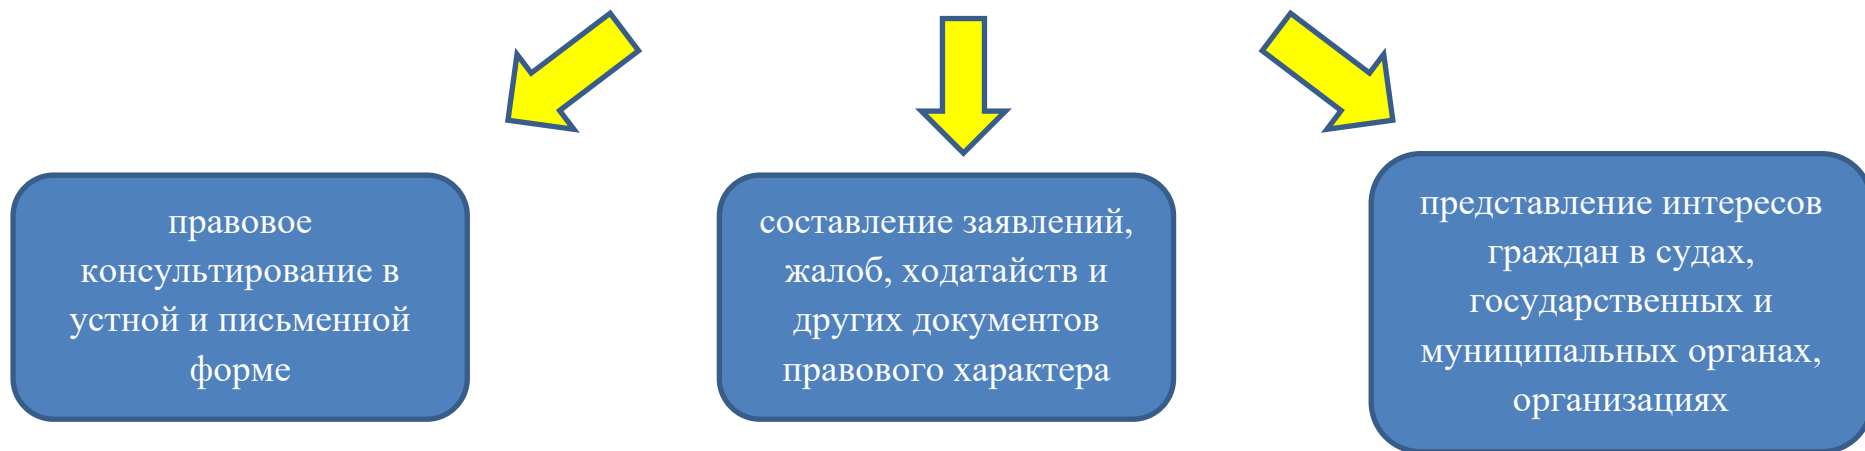 правовое
консультирование в
устной и письменной
форме
составление заявлений,
жалоб, ходатайств и
других документов
правового характера
представление интересов
граждан в судах,
государственных и
муниципальных органах,
организациях